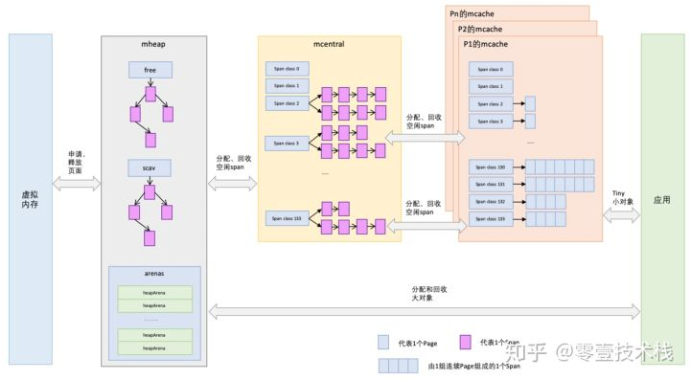 Pn的mcache
P2的mcache
P1的mcache
mheap
mcentral
free
scav
arenas
heapArena
heapArena
heapArena
heapArena
虚拟
内存
申请、
释放
页面
分配、回收
空闲span
Span class 0
Span class 1
Span class 2
Span class 3
....
分配、回收
空闲span
分配、回收
空闲span
Span class 0
Span class 1
Span class 2
Span class 3
...
Span class 130
Span class 131
Span class 132
Span class 133
Tiny
小对象
应用
分配和回收
大对象
代表1个Page
代表1个Span
由1组连续Page组成的1个Span
知乎 @零壹技术栈